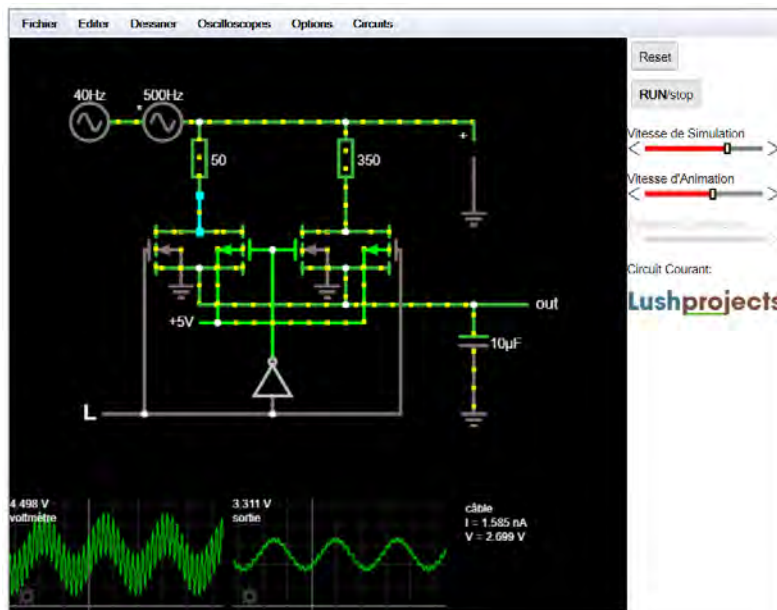 Fichier Editer Dessiner Oscilloscopes Options Circuits
Reset
RUN/stop
40Hz
500Hz
*
+
Vitesse de Simulation
50
350
Vitesse d'Animation
Circuit Courant:
Lushprojects
out
+5V
10µF
L
4.498 V
voltmètre
3.311 V
sortie
câble
I = 1.585 nA
V = 2.699 V